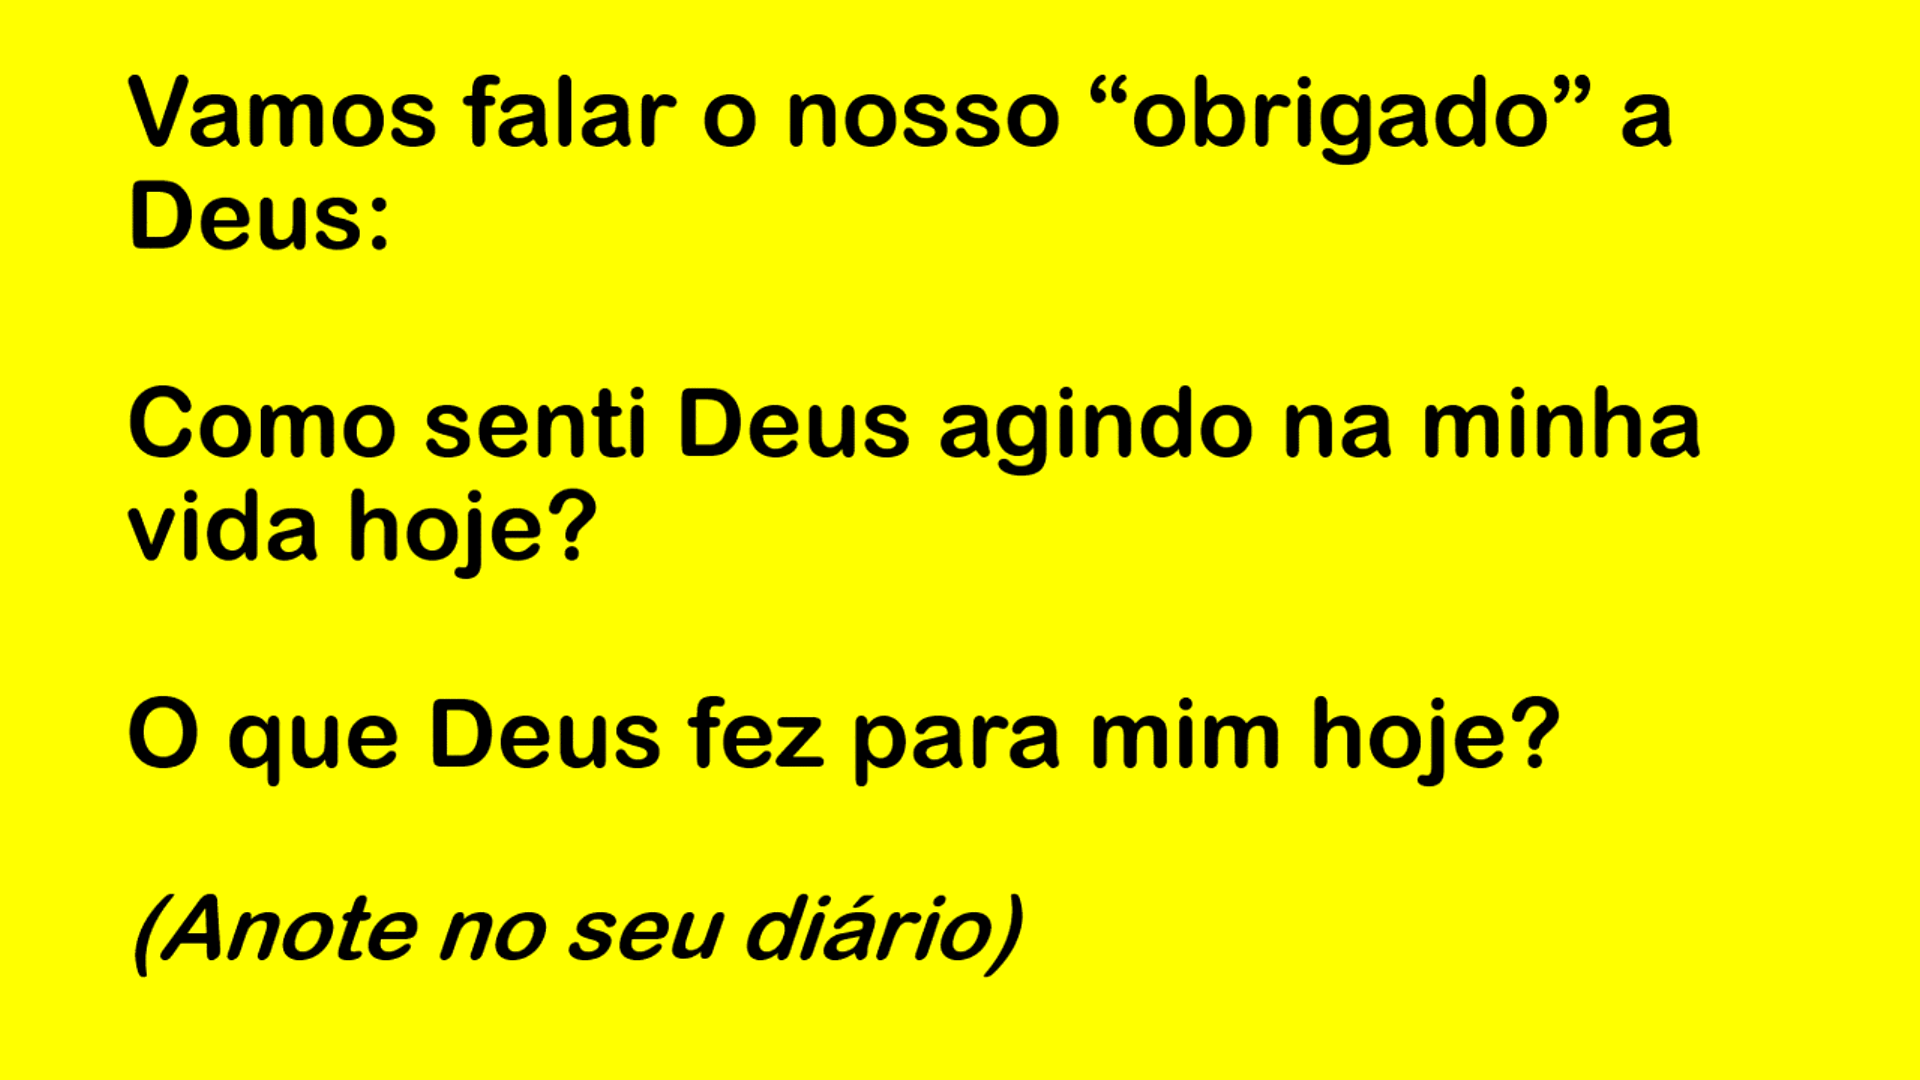 Vamos falar o nosso “obrigado” a
Deus:
Como senti Deus agindo na minha
vida hoje?
O que Deus fez para mim hoje?
(Anote no seu diário)